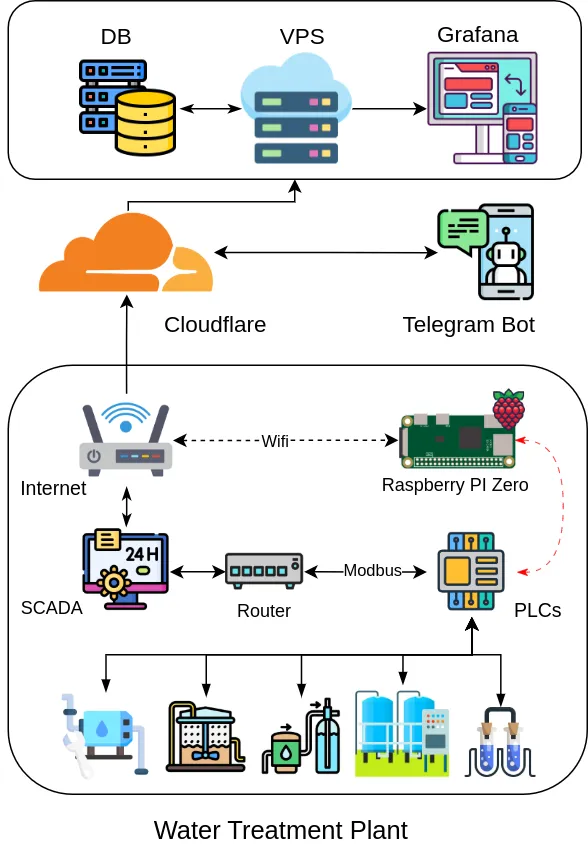 DB
VPS
Grafana
Cloudflare
Telegram Bot
Wifi
Internet
Raspberry PI Zero
24H
SCADA
Router
Modbus
PLCs
Water Treatment Plant